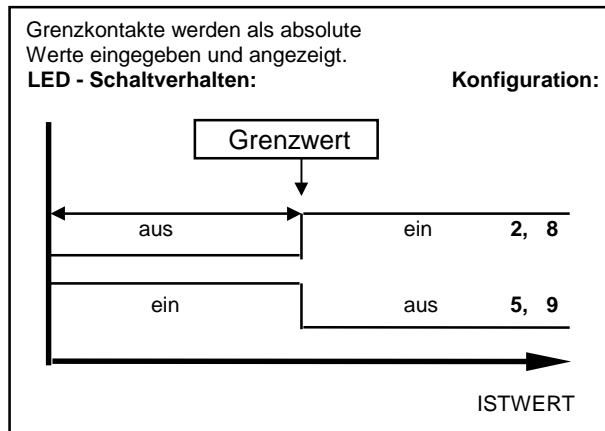 Grenzkontakte werden als absolute
Werte eingegeben und angezeigt.
LED - Schaltverhalten: Konfiguration:
Grenzwert
aus ein 2, 8
ein aus 5, 9
ISTWERT